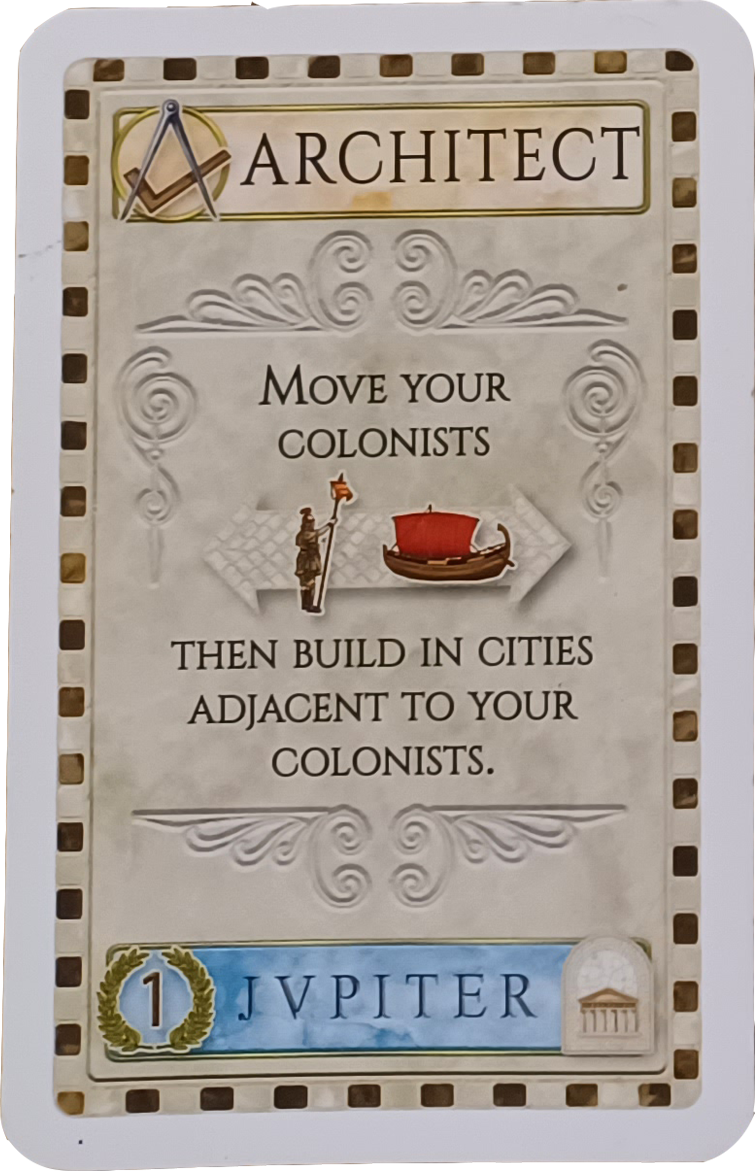 ARCHITECT
MOVE YOUR
COLONISTS
THEN BUILD IN CITIES
ADJACENT TO YOUR
COLONISTS.
1 JVPITER